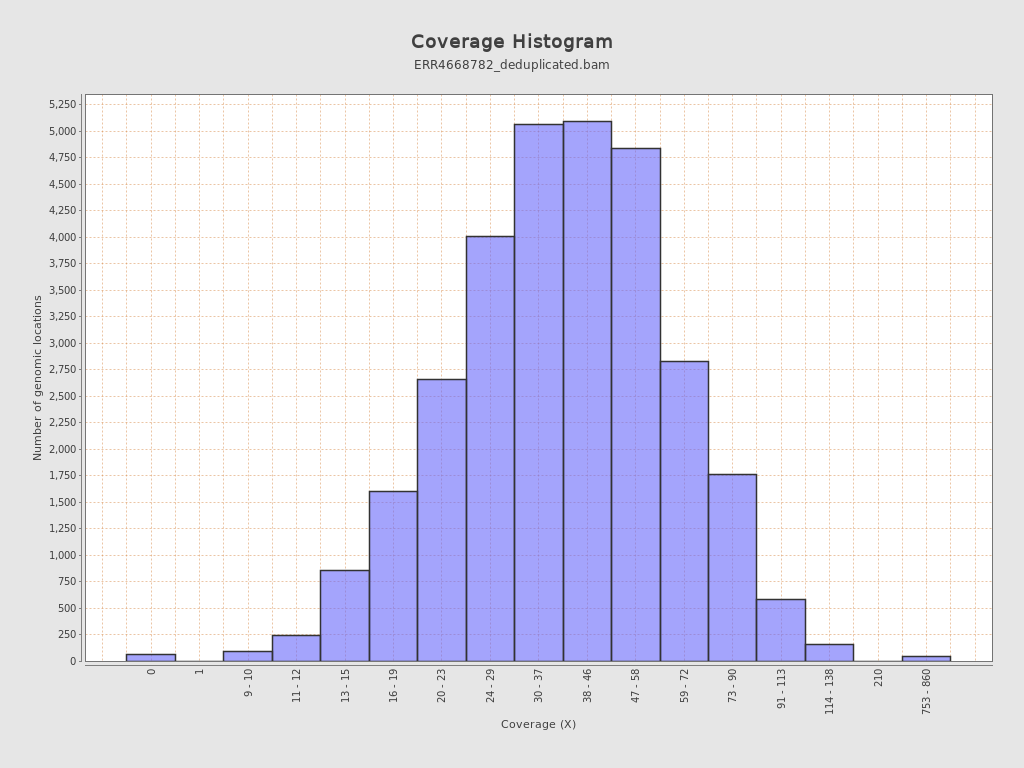 Coverage Histogram
ERR4668782_deduplicated.bam
Number of genomic locations
5,250
5,000
4,750
4,500
4,250
4,000
3,750
3,500
3,250
3,000
2,750
2,500
2,250
2,000
1,750
1,500
1,250
1,000
750
500
250
0
0
1
9 - 10
11 - 12
13 - 15
16 - 19
20 - 23
24 - 29
30 - 37
38 - 46
47 - 58
59 - 72
73 - 90
91 - 113
114 - 138
210
753 - 860
Coverage (X)